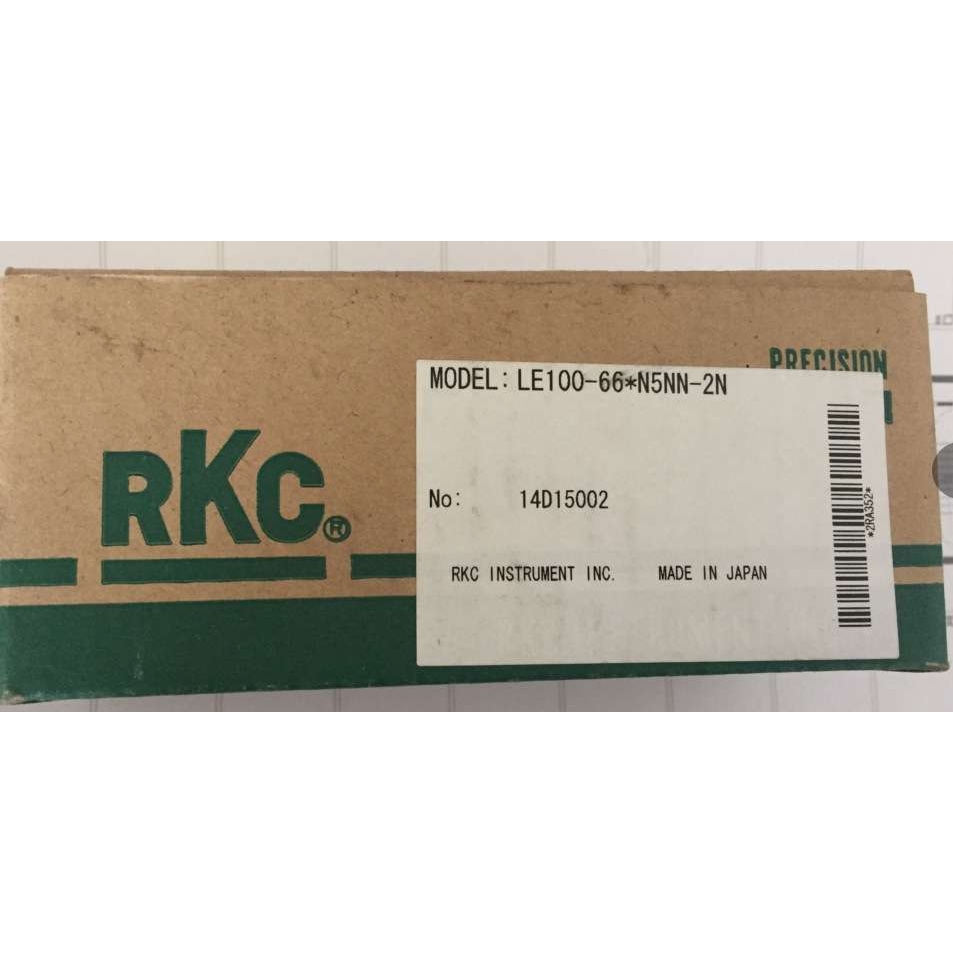 PRECISION
MODEL: LE100-66*N5NN-2N
RKC®
No: 14D15002
*2RA352*
RKC INSTRUMENT INC. MADE IN JAPAN